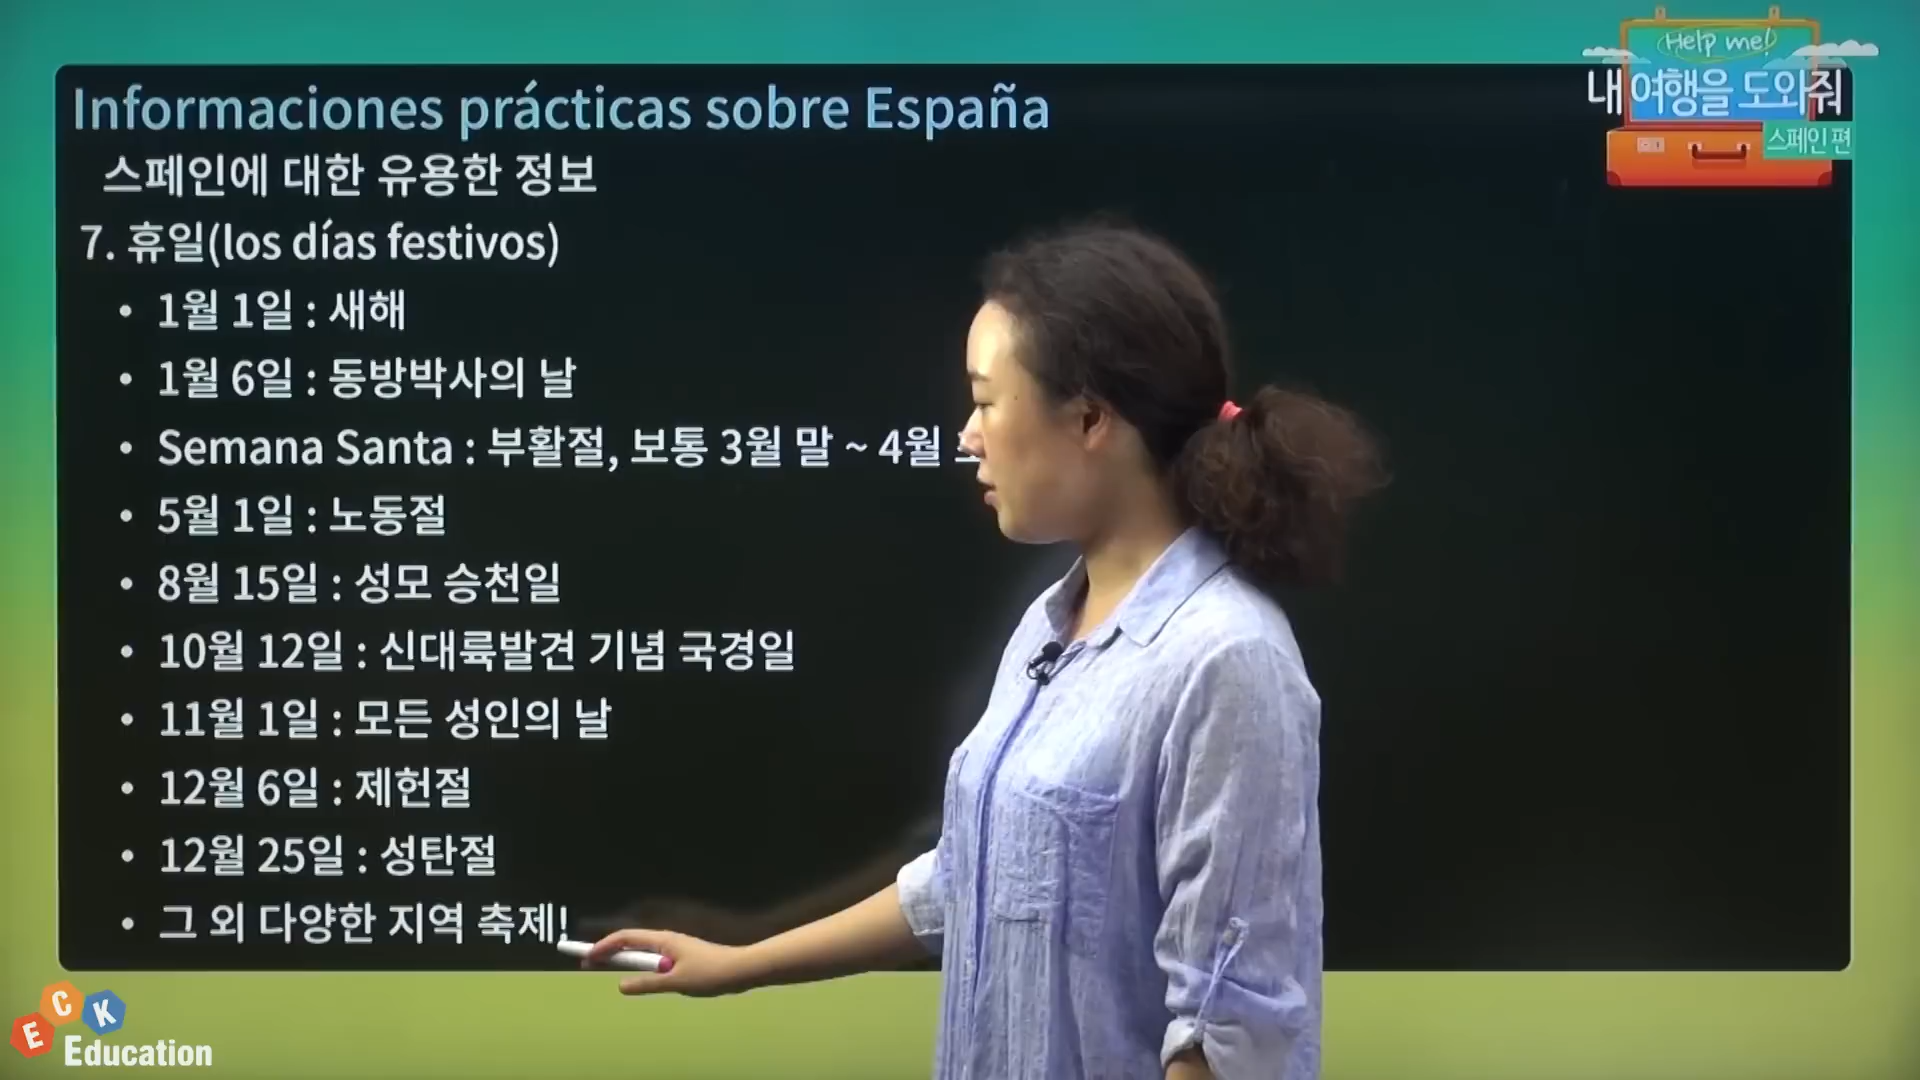 Informaciones prácticas sobre España
스페인에 대한 유용한 정보
7. 휴일(los días festivos)
• 1월 1일 : 새해
• 1월 6일 : 동방박사의 날
• Semana Santa : 부활절, 보통 3월 말 ~ 4월
• 5월 1일 : 노동절
• 8월 15일 : 성모 승천일
• 10월 12일 : 신대륙발견 기념 국경일
• 11월 1일 : 모든 성인의 날
• 12월 6일 : 제헌절
• 12월 25일 : 성탄절
• 그 외 다양한 지역 축제!
Help me!
내 여행을 도와줘
스페인 편
ECK
Education